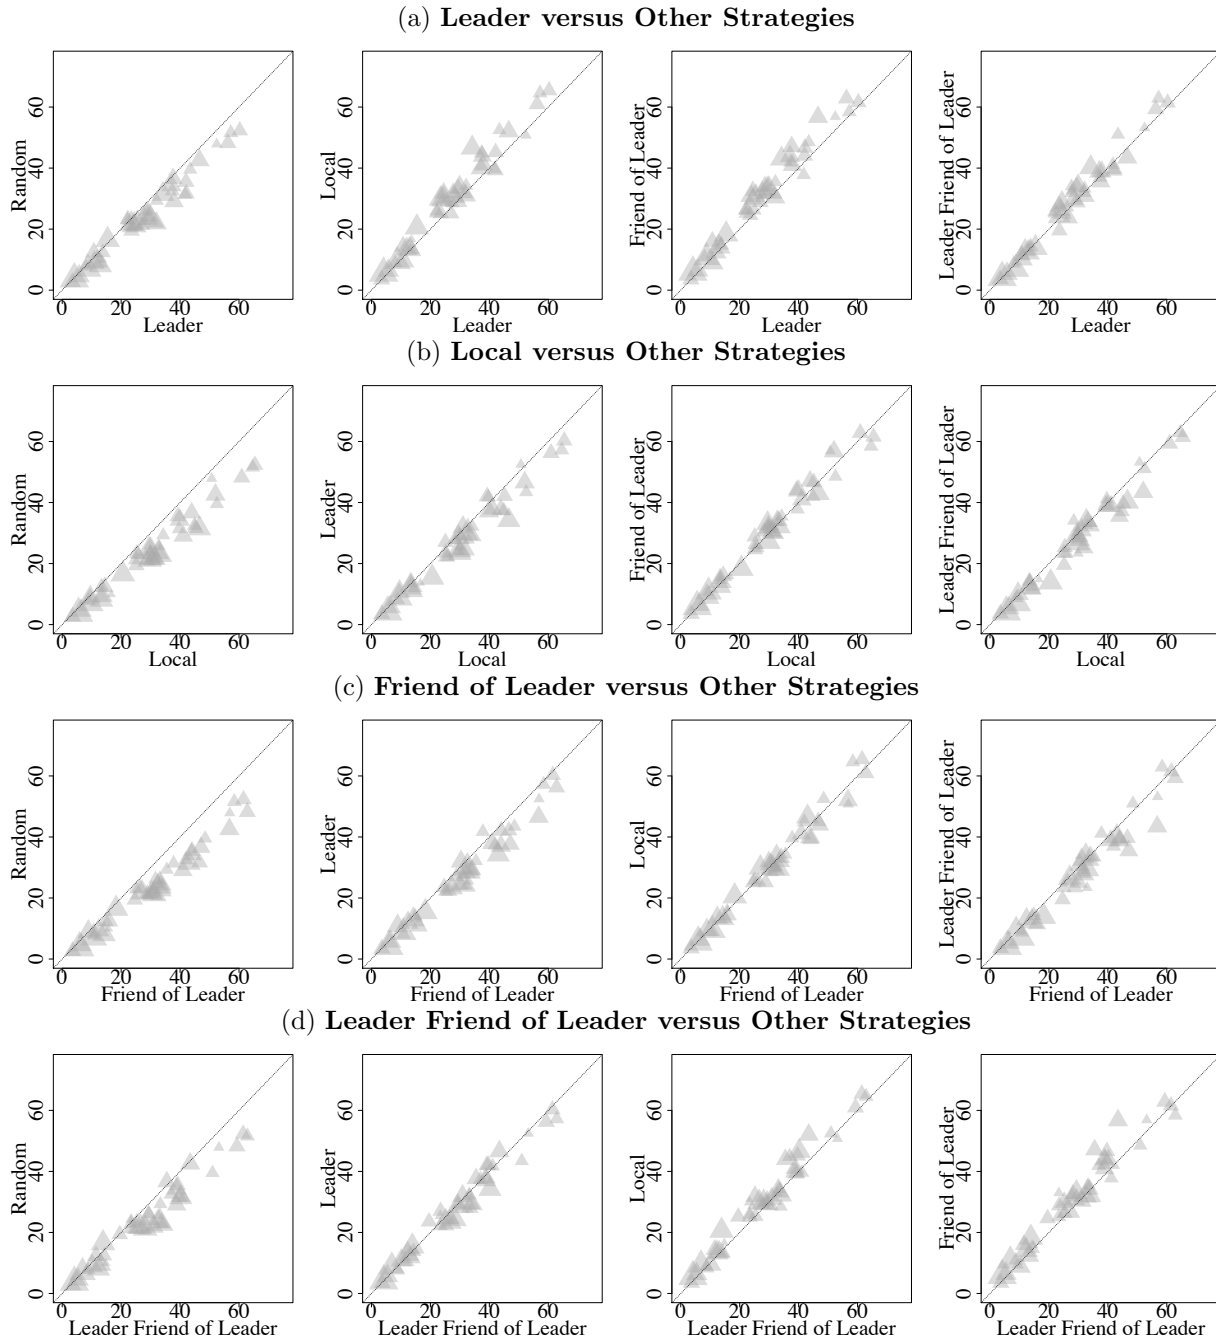 (a) Leader versus Other Strategies
Random
0 20 40 60
0 20 40 60
Leader
Local
0 20 40 60
0 20 40 60
Leader
Friend of Leader
0 20 40 60
0 20 40 60
Leader
Leader Friend of Leader
0 20 40 60
0 20 40 60
Leader
(b) Local versus Other Strategies
Random
0 20 40 60
0 20 40 60
Local
Leader
0 20 40 60
0 20 40 60
Local
Friend of Leader
0 20 40 60
0 20 40 60
Local
Leader Friend of Leader
0 20 40 60
0 20 40 60
Local
(c) Friend of Leader versus Other Strategies
Random
0 20 40 60
0 20 40 60
Friend of Leader
Leader
0 20 40 60
0 20 40 60
Friend of Leader
Local
0 20 40 60
0 20 40 60
Friend of Leader
Leader Friend of Leader
0 20 40 60
0 20 40 60
Friend of Leader
(d) Leader Friend of Leader versus Other Strategies
Random
0 20 40 60
0 20 40 60
Leader Friend of Leader
Leader
0 20 40 60
0 20 40 60
Leader Friend of Leader
Local
0 20 40 60
0 20 40 60
Leader Friend of Leader
Friend of Leader
0 20 40 60
0 20 40 60
Leader Friend of Leader